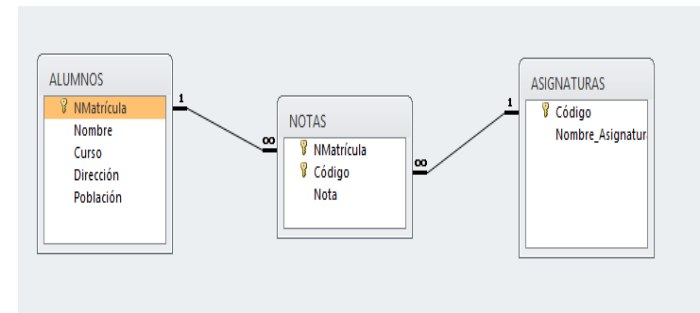 ALUMNOS
NMatrícula
Nombre
Curso
Dirección
Población
1
∞
NOTAS
NMatrícula
Código
Nota
∞
1
ASIGNATURAS
Código
Nombre_Asignatur